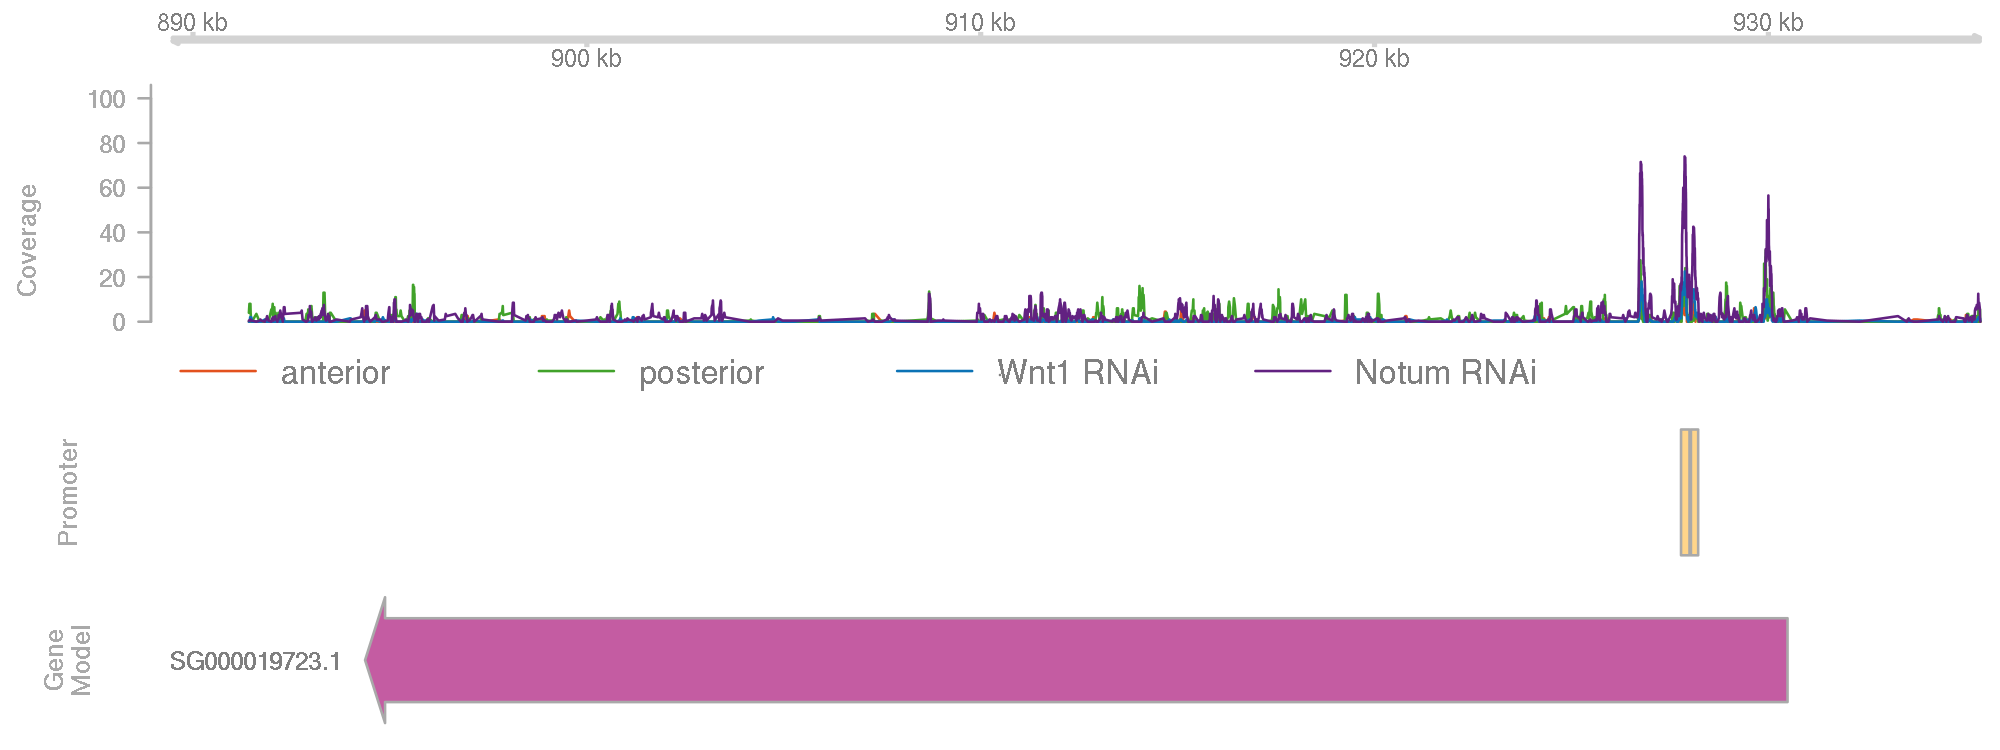 890 kb 910 kb 930 kb
900 kb 920 kb
Coverage
100
80
60
40
20
0
anterior posterior Wnt1 RNAi Notum RNAi
Promoter
Gene
Model
SG000019723.1